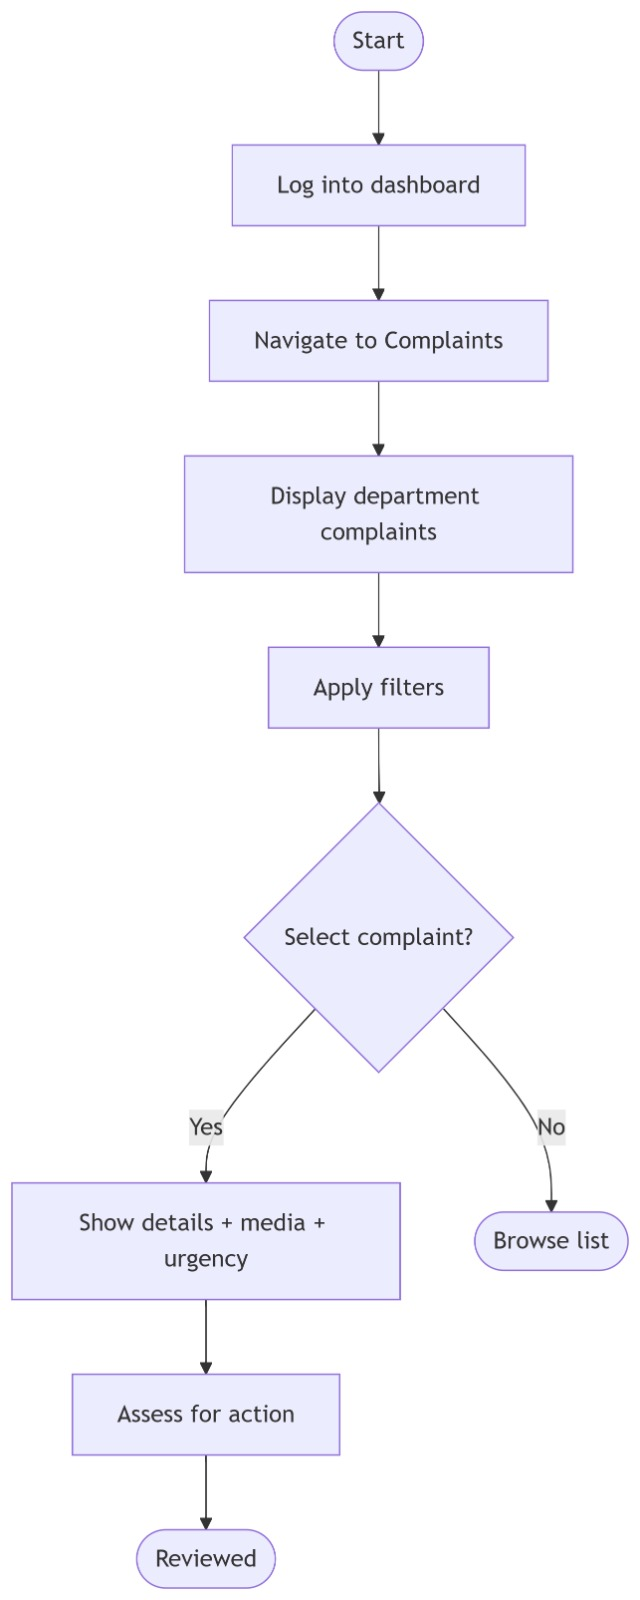 Start
Log into dashboard
Navigate to Complaints
Display department
complaints
Apply filters
Select complaint?
Yes
No
Show details + media +
urgency
Browse list
Assess for action
Reviewed